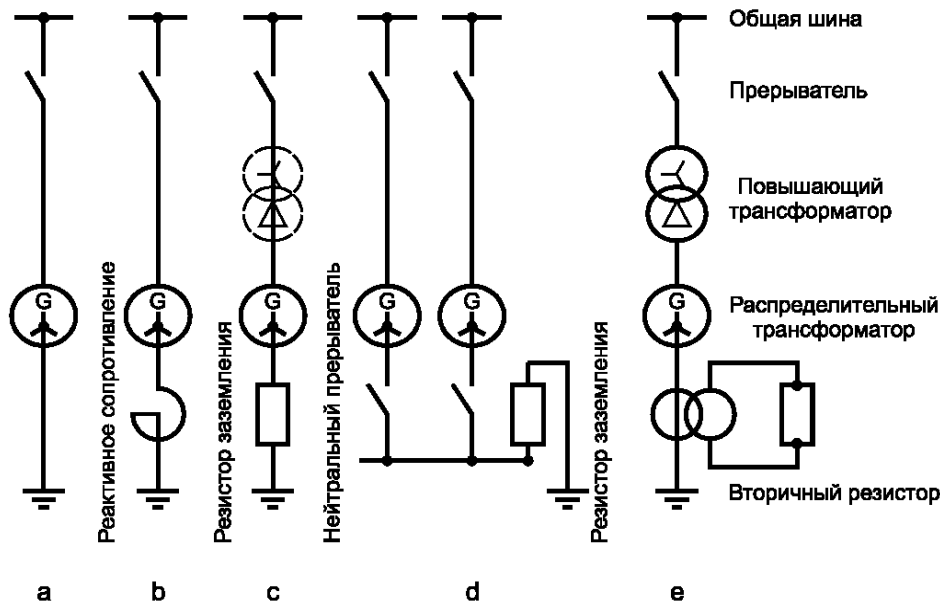 Общая шина
Прерыватель
Повышающий
трансформатор
G
G
G
G
G
G
Распределительный
трансформатор
Реактивное сопротивление
Резистор заземления
Нейтральный прерыватель
Резистор заземления
Вторичный резистор
a
b
c
d
e